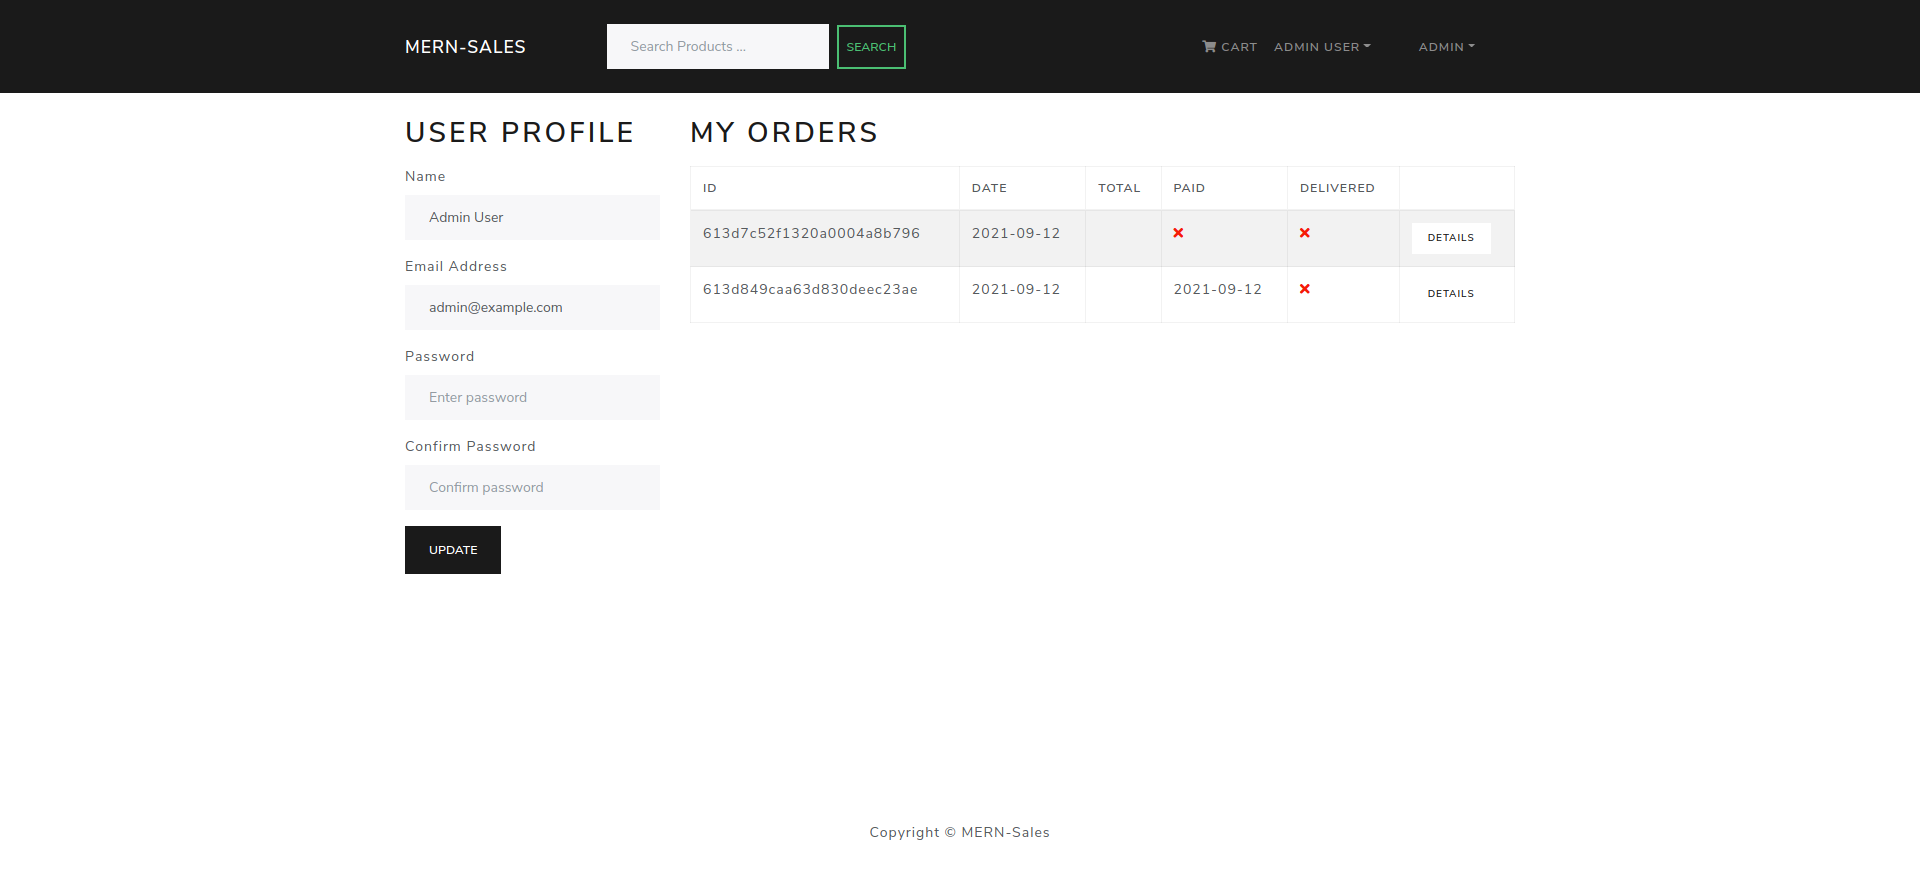 MERN-SALES
Search Products ...
SEARCH
CART
ADMIN USER
ADMIN
USER PROFILE
Name
Admin User
Email Address
admin@example.com
Password
Enter password
Confirm Password
Confirm password
UPDATE
MY ORDERS
ID DATE TOTAL PAID DELIVERED
613d7c52f1320a0004a8b796 2021-09-12 DETAILS
613d849caa63d830deec23ae 2021-09-12 2021-09-12 DETAILS
Copyright © MERN-Sales